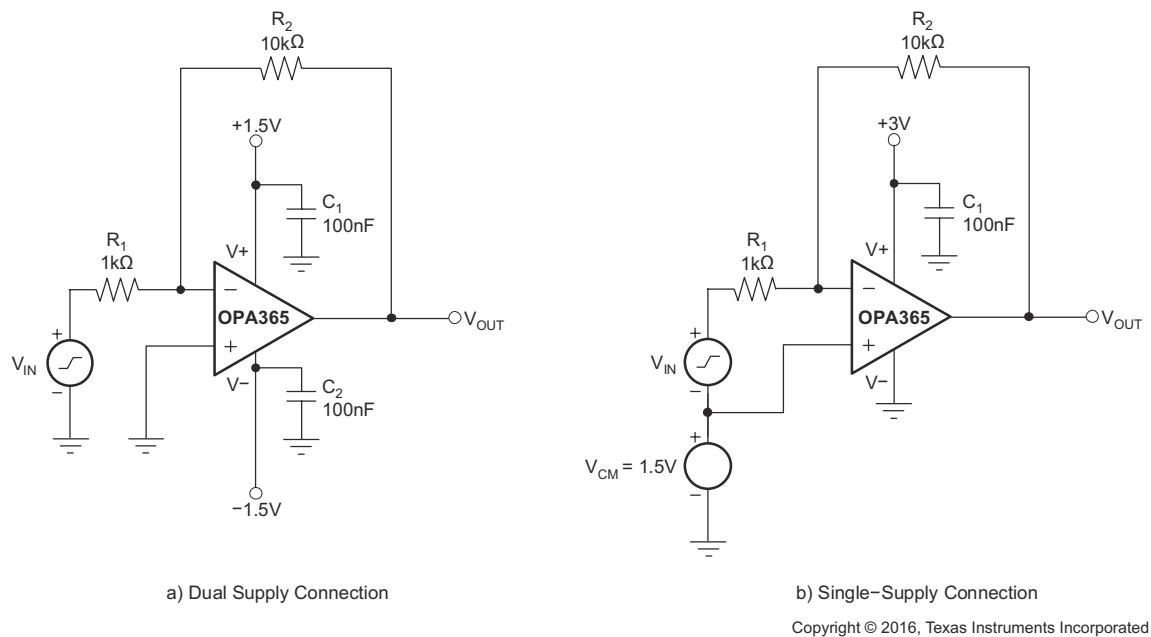 R2
10kΩ
+1.5V
C1
100nF
R1
1kΩ
V+
−
OPA365
+
V−
VOUT
+
VIN
−
C2
100nF
−1.5V
a) Dual Supply Connection
R2
10kΩ
+3V
C1
100nF
R1
1kΩ
V+
−
OPA365
+
V−
VOUT
+
VIN
−
+
VCM = 1.5V
−
b) Single−Supply Connection
Copyright © 2016, Texas Instruments Incorporated